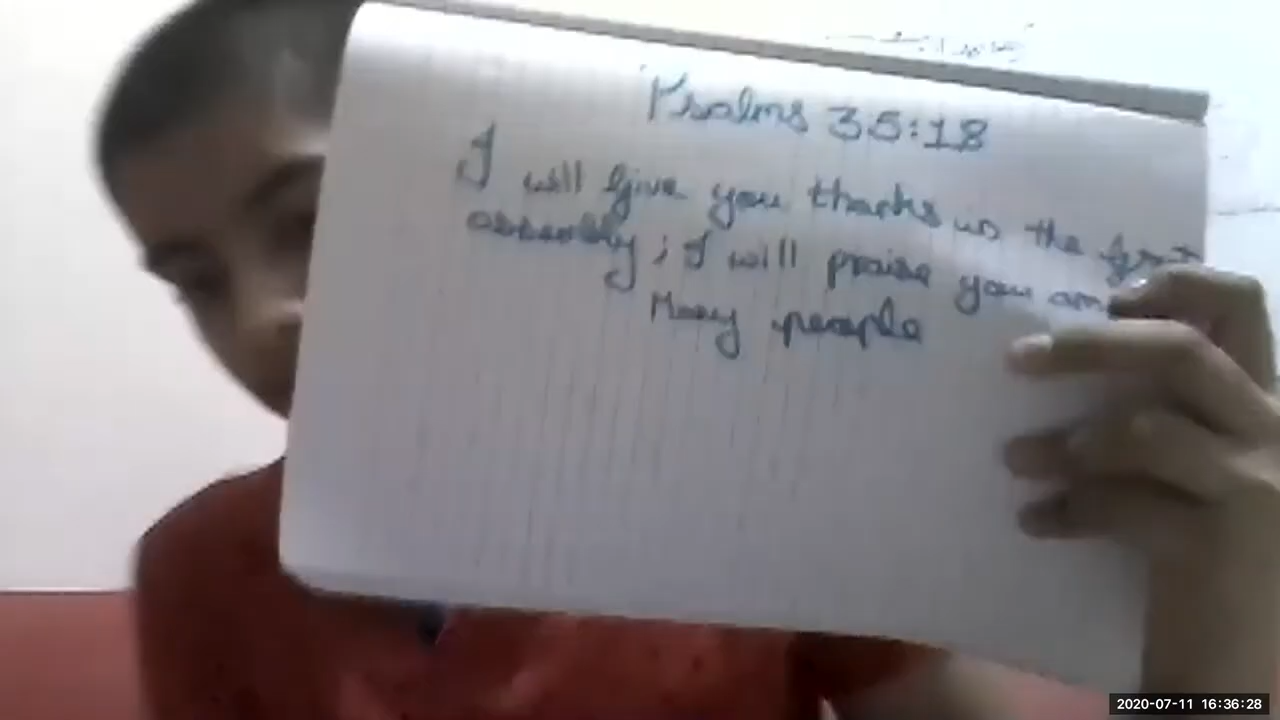 Psalms 35:18
I will give you thanks in the great
assembly; I will praise you
Many people
2020-07-11 16:36:28